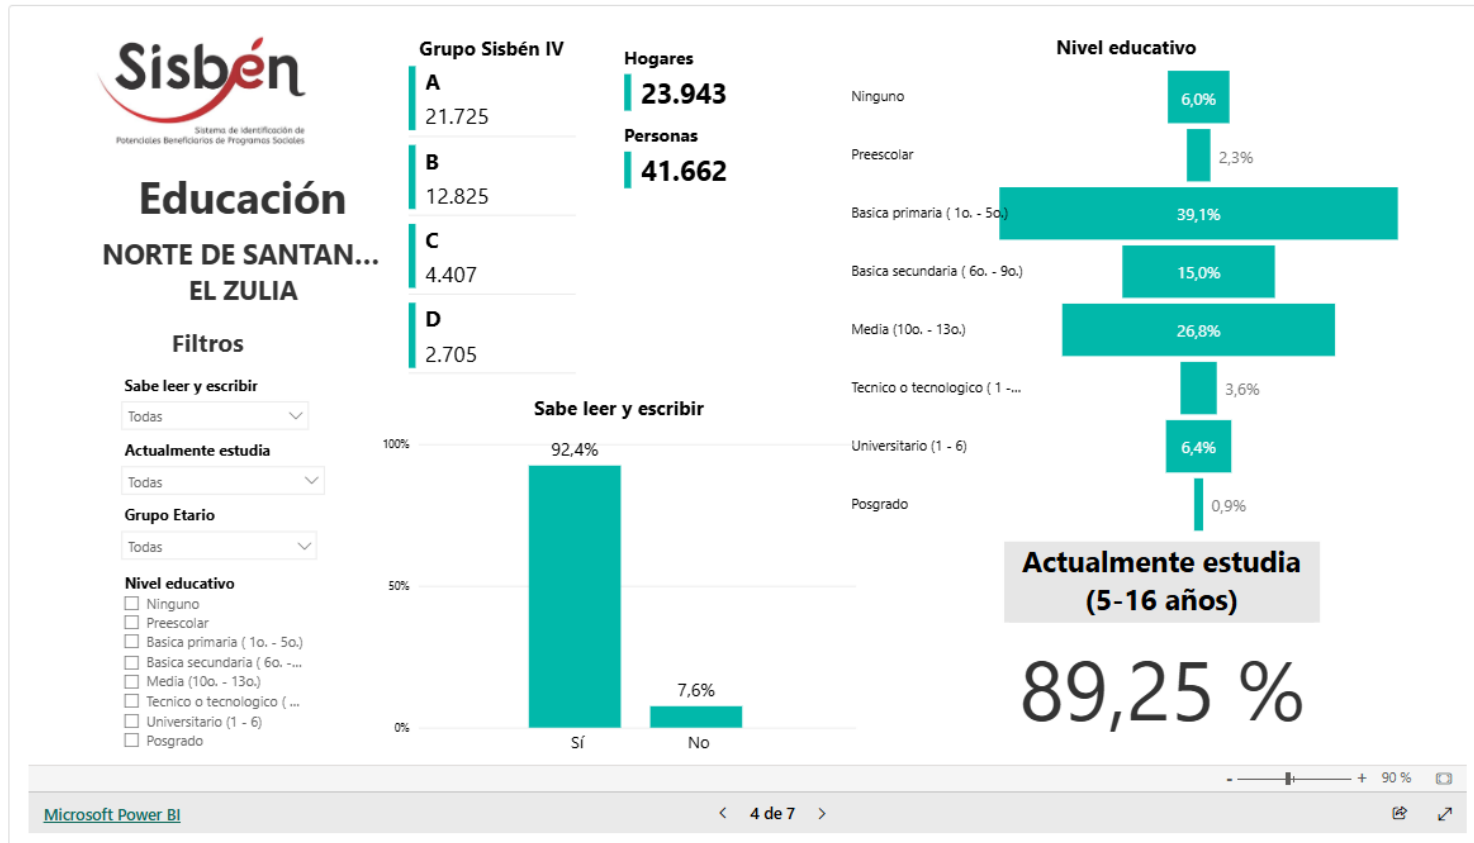 Sisbén
Sistema de Identificación de
Potenciales Beneficiarios de Programas Sociales
Educación
NORTE DE SANTAN...
EL ZULIA
Filtros
Sabe leer y escribir
Todas
Actualmente estudia
Todas
Grupo Etario
Todas
Nivel educativo
Ninguno
Preescolar
Basica primaria ( 1o. - 5o.)
Basica secundaria ( 6o. -...
Media (10o. - 13o.)
Tecnico o tecnologico ( ...
Universitario (1 - 6)
Posgrado
Grupo Sisbén IV
A
21.725
B
12.825
C
4.407
D
2.705
Hogares
23.943
Personas
41.662
Sabe leer y escribir
100%
50%
0%
92,4%
7,6%
Sí
No
Nivel educativo
Ninguno 6,0%
Preescolar 2,3%
Basica primaria ( 1o. - 5o.) 39,1%
Basica secundaria ( 6o. - 9o.) 15,0%
Media (10o. - 13o.) 26,8%
Tecnico o tecnologico ( 1 -... 3,6%
Universitario (1 - 6) 6,4%
Posgrado 0,9%
Actualmente estudia
(5-16 años)
89,25 %
- + 90 %
Microsoft Power BI
< 4 de 7 >